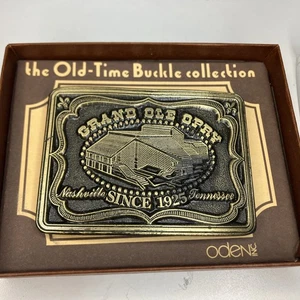 the Old-Time Buckle collection
GRAND OLE OPRY
Nashville SINCE 1925 Tennessee
oden